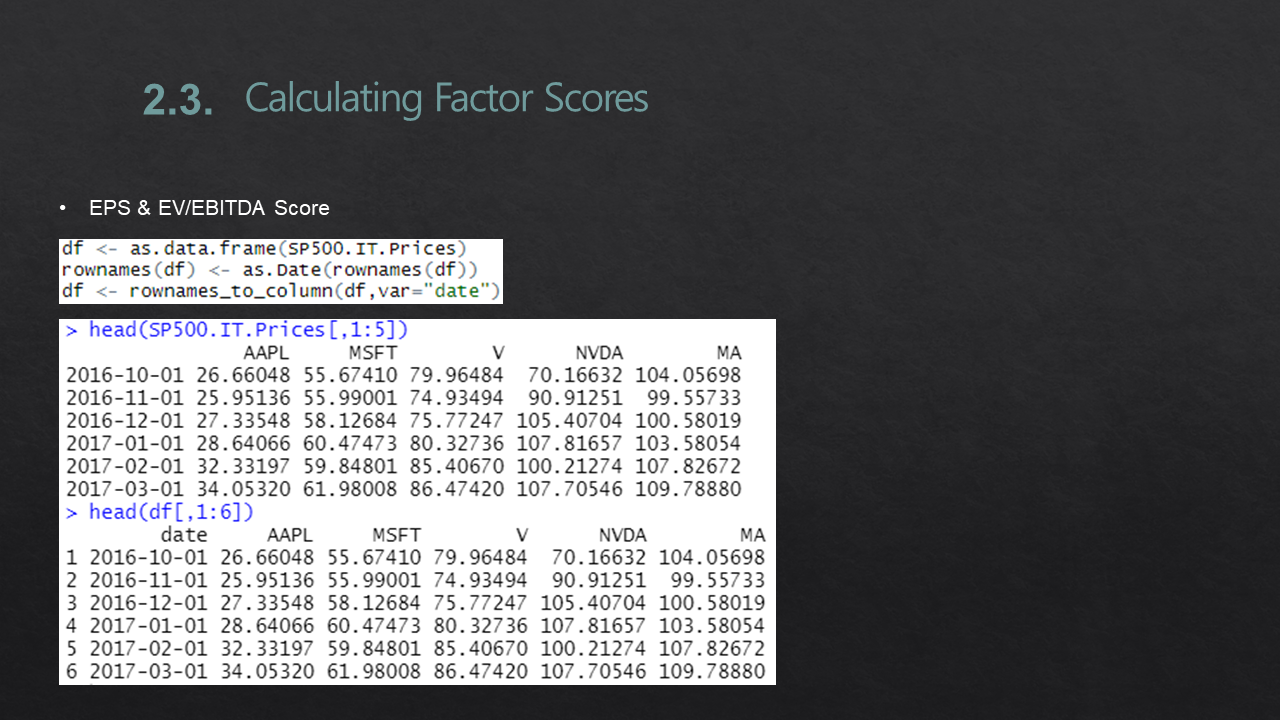 2.3. Calculating Factor Scores
• EPS & EV/EBITDA Score
df <- as.data.frame(SP500.IT.Prices)
rownames(df) <- as.Date(rownames(df))
df <- rownames_to_column(df,var="date")
> head(SP500.IT.Prices[,1:5])
AAPL MSFT V NVDA MA
2016-10-01 26.66048 55.67410 79.96484 70.16632 104.05698
2016-11-01 25.95136 55.99001 74.93494 90.91251 99.55733
2016-12-01 27.33548 58.12684 75.77247 105.40704 100.58019
2017-01-01 28.64066 60.47473 80.32736 107.81657 103.58054
2017-02-01 32.33197 59.84801 85.40670 100.21274 107.82672
2017-03-01 34.05320 61.98008 86.47420 107.70546 109.78880
> head(df[,1:6])
date AAPL MSFT V NVDA MA
1 2016-10-01 26.66048 55.67410 79.96484 70.16632 104.05698
2 2016-11-01 25.95136 55.99001 74.93494 90.91251 99.55733
3 2016-12-01 27.33548 58.12684 75.77247 105.40704 100.58019
4 2017-01-01 28.64066 60.47473 80.32736 107.81657 103.58054
5 2017-02-01 32.33197 59.84801 85.40670 100.21274 107.82672
6 2017-03-01 34.05320 61.98008 86.47420 107.70546 109.78880